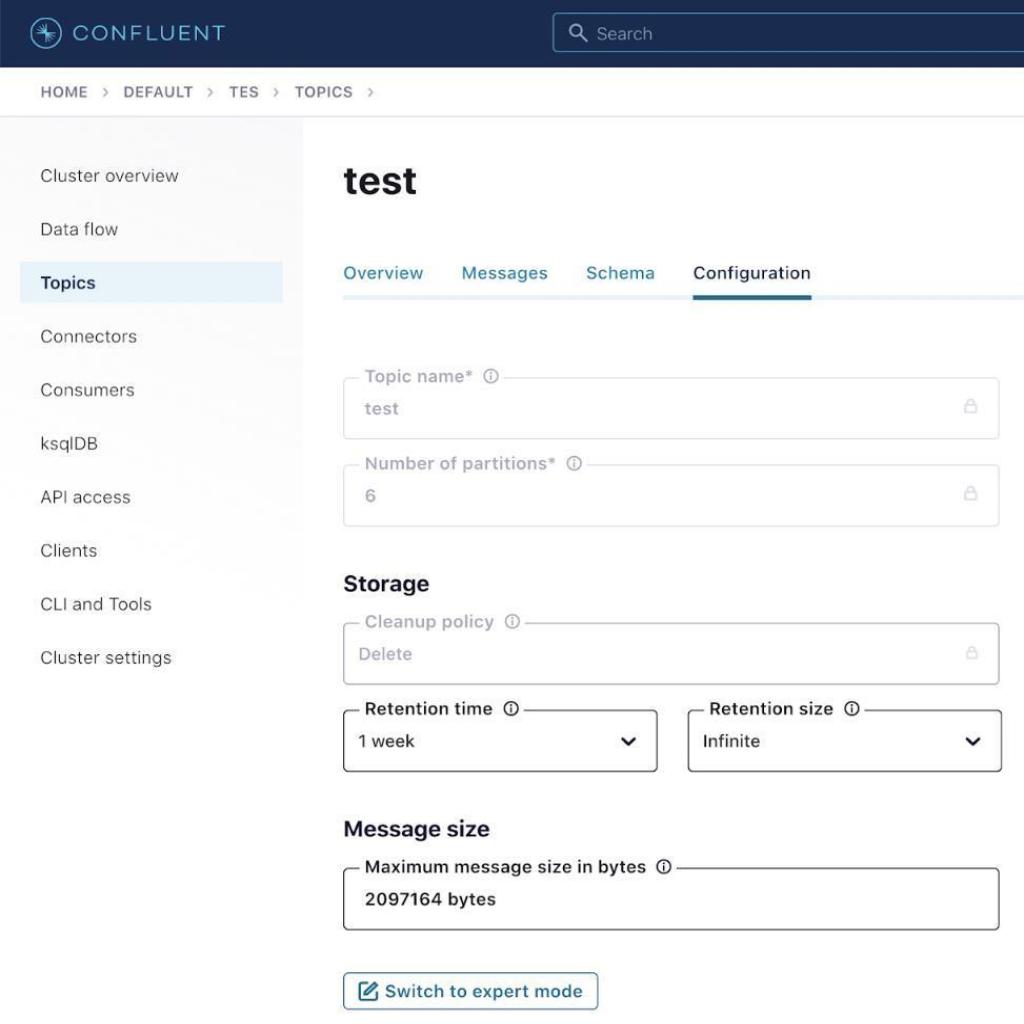 CONFLUENT
Search
HOME > DEFAULT > TES > TOPICS >
Cluster overview
Data flow
Topics
Connectors
Consumers
ksqlDB
API access
Clients
CLI and Tools
Cluster settings
test
Overview Messages Schema Configuration
Topic name*
test
Number of partitions*
6
Storage
Cleanup policy
Delete
Retention time
1 week
Retention size
Infinite
Message size
Maximum message size in bytes
2097164 bytes
Switch to expert mode